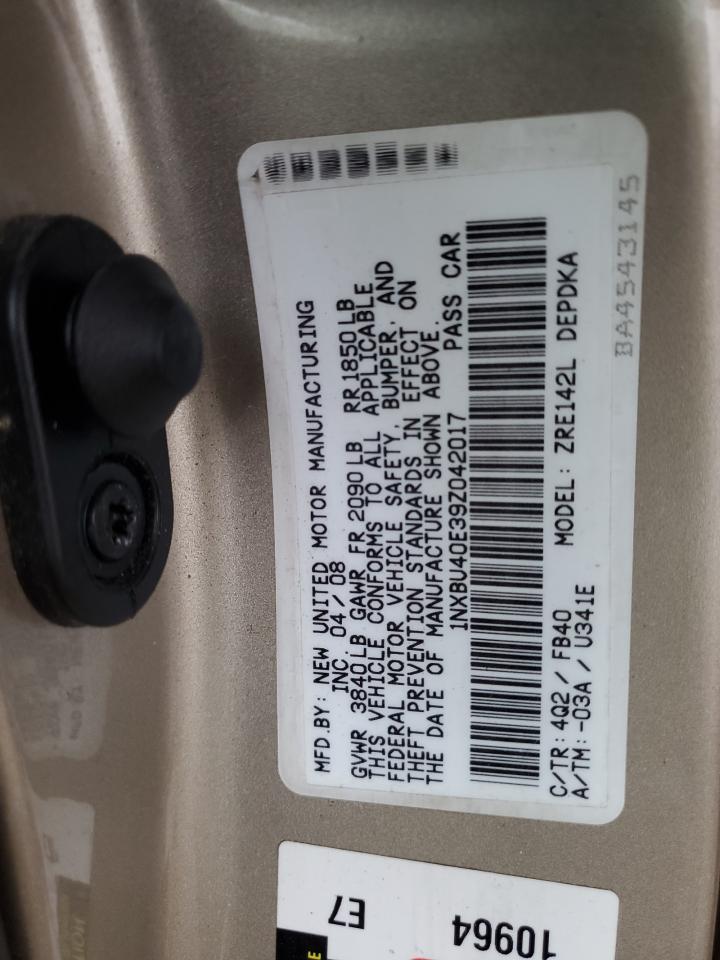 MFD.BY: NEW UNITED MOTOR MANUFACTURING
INC. 04/08
GVWR 3840LB GAWR FR 2090LB RR1850LB
THIS VEHICLE CONFORMS TO ALL APPLICABLE
FEDERAL MOTOR VEHICLE SAFETY, BUMPER, AND
THEFT PREVENTION STANDARDS IN EFFECT ON
THE DATE OF MANUFACTURE SHOWN ABOVE.
1NXBU40E39Z042017 PASS CAR
C/TR: 4Q2/FB40 MODEL: ZRE142L DEPDKA
A/TM: -03A/U341E
BA4543145
E7
10964